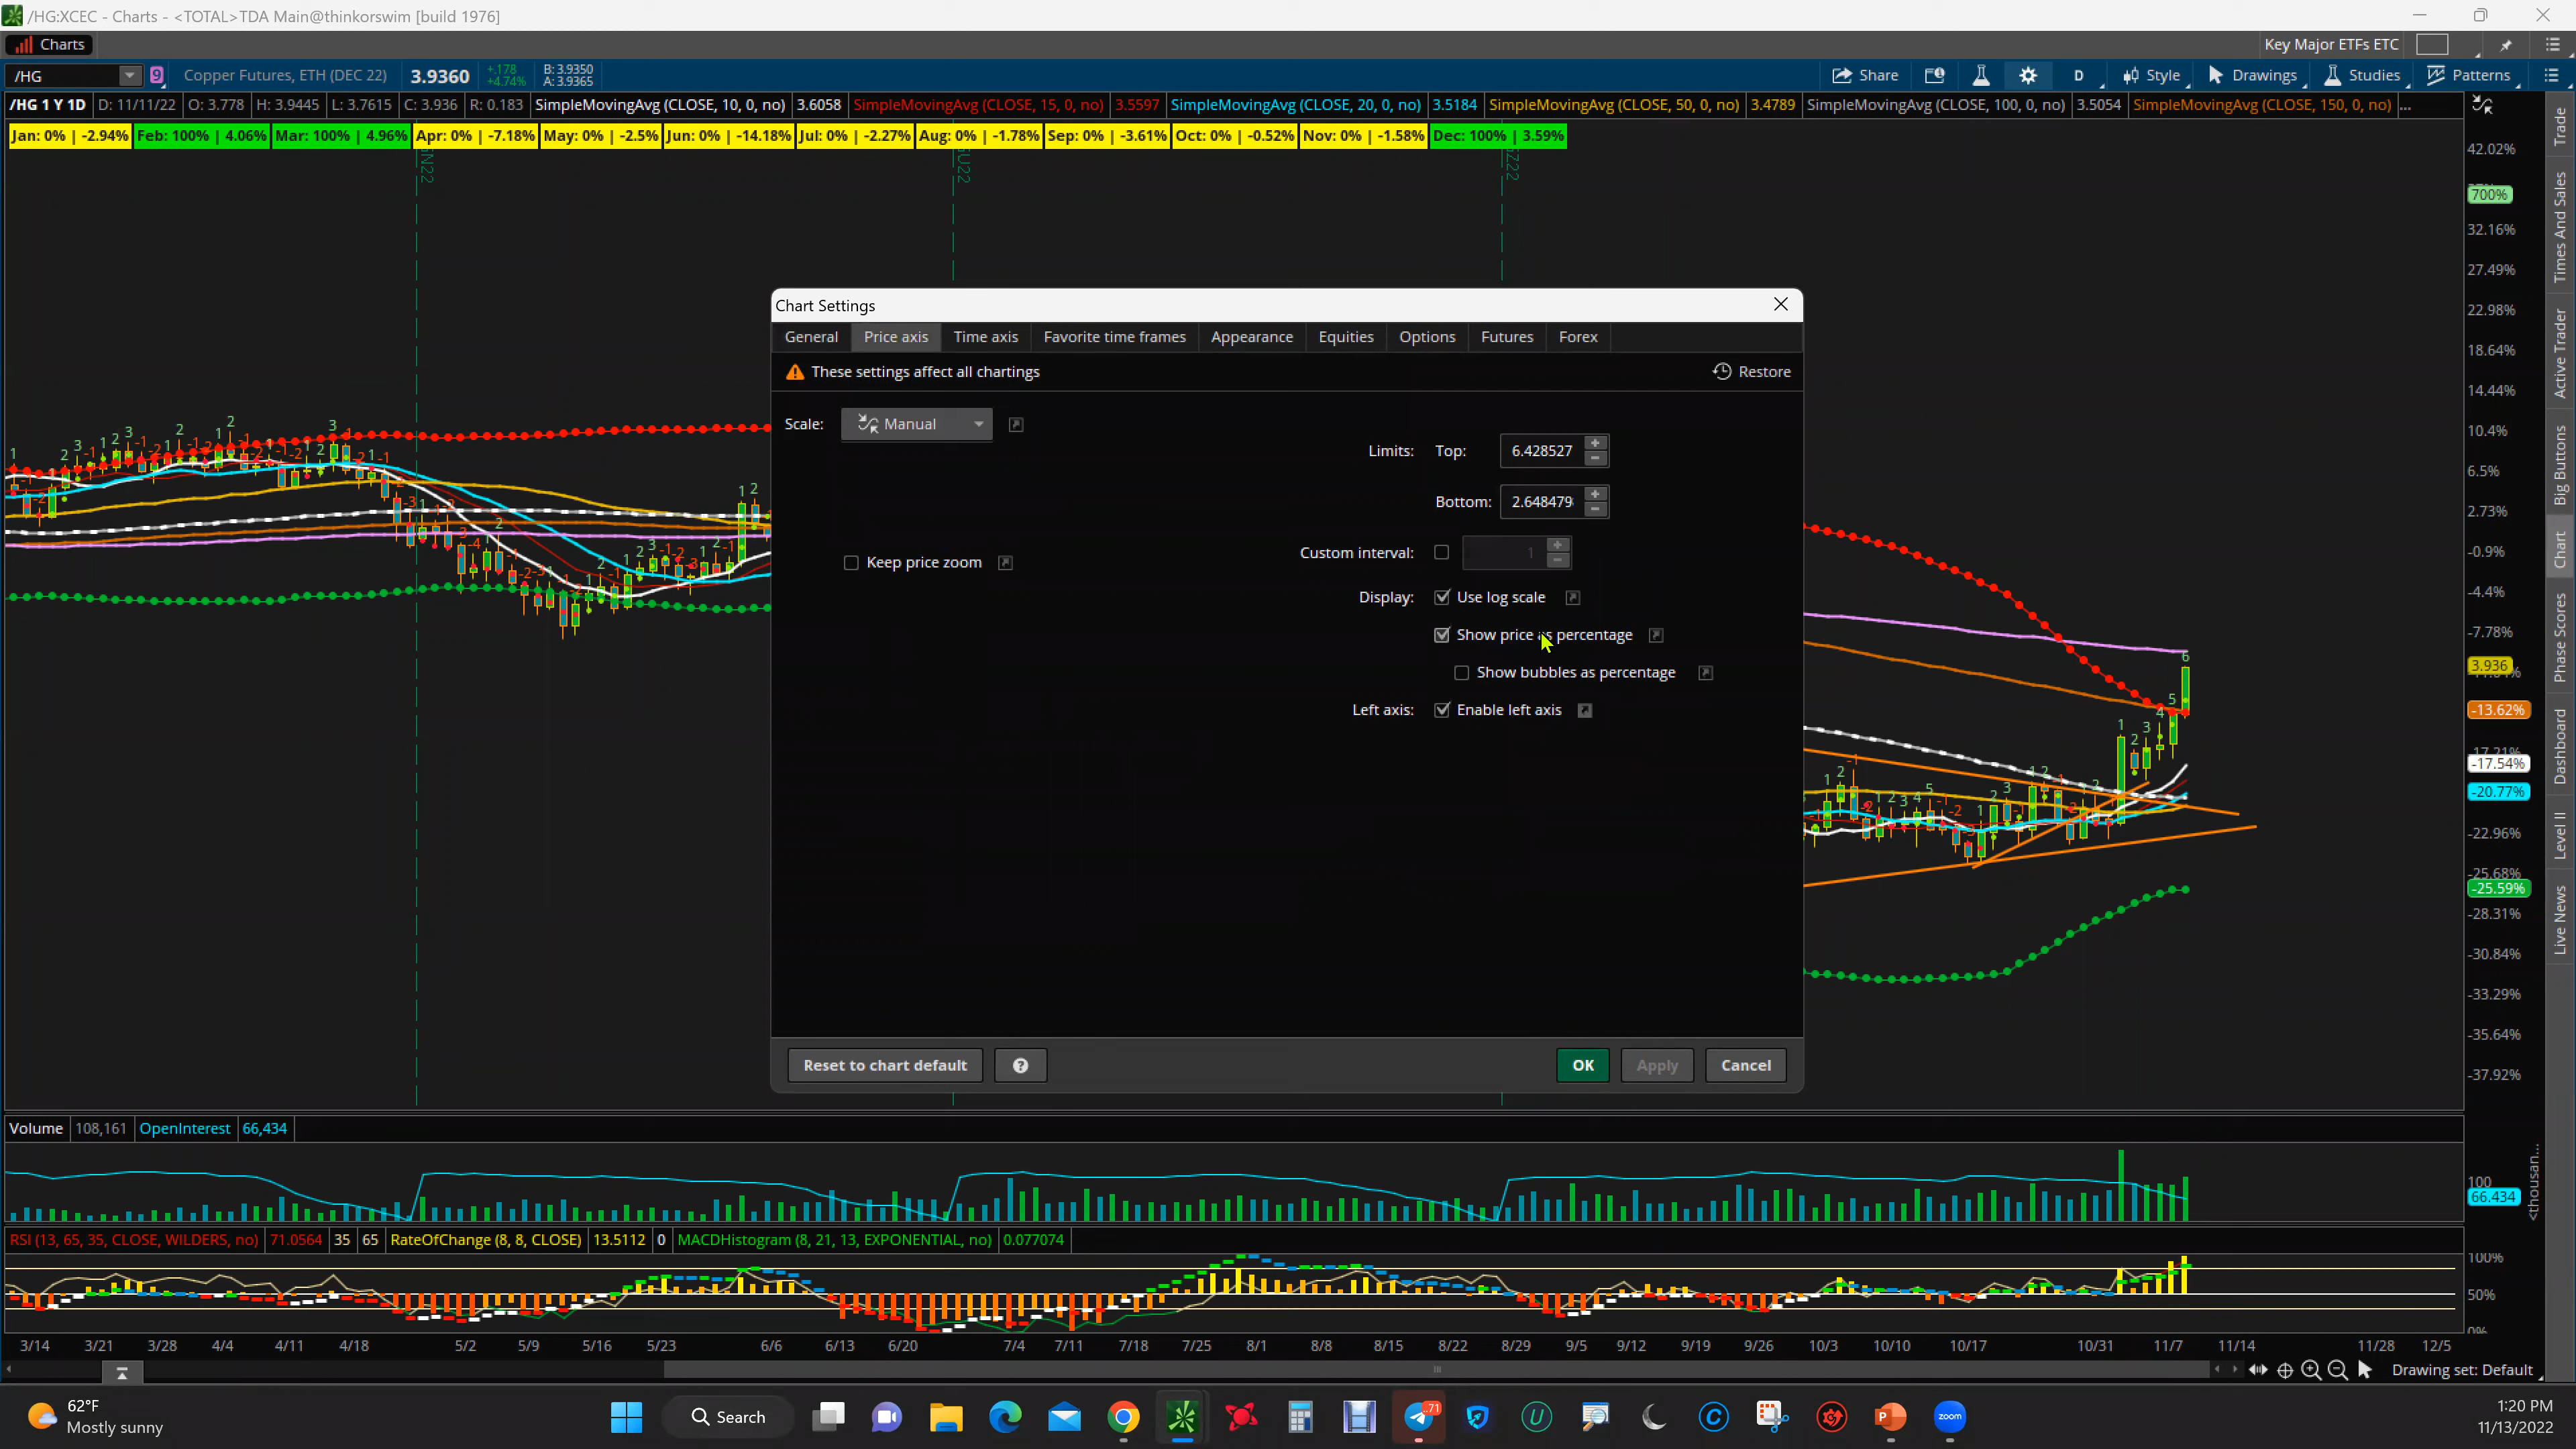 /HG:XCEC - Charts - <TOTAL>TDA Main@thinkorswim [build 1976]
Charts
Key Major ETFs ETC
/HG
9
Copper Futures, ETH (DEC 22)
3.9360
+.178
+4.74%
B: 3.9350
A: 3.9365
Share
D
Style
Drawings
Studies
Patterns
/HG 1 Y 1D D: 11/11/22 O: 3.778 H: 3.9445 L: 3.7615 C: 3.936 R: 0.183 SimpleMovingAvg (CLOSE, 10, 0, no) 3.6058 SimpleMovingAvg (CLOSE, 15, 0, no) 3.5597 SimpleMovingAvg (CLOSE, 20, 0, no) 3.5184 SimpleMovingAvg (CLOSE, 50, 0, no) 3.4789 SimpleMovingAvg (CLOSE, 100, 0, no) 3.5054 SimpleMovingAvg (CLOSE, 150, 0, no) ...
Jan: 0% | -2.94% Feb: 100% | 4.06% Mar: 100% | 4.96% Apr: 0% | -7.18% May: 0% | -2.5% Jun: 0% | -14.18% Jul: 0% | -2.27% Aug: 0% | -1.78% Sep: 0% | -3.61% Oct: 0% | -0.52% Nov: 0% | -1.58% Dec: 100% | 3.59%
42.02%
700%
32.16%
27.49%
22.98%
18.64%
14.44%
10.4%
6.5%
2.73%
-0.9%
-4.4%
-7.78%
3.936
-13.62%
-17.54%
-20.77%
-22.96%
-25.68%
-25.59%
-28.31%
-30.84%
-33.29%
-35.64%
-37.92%
Trade
Times And Sales
Active Trader
Big Buttons
Chart
Phase Scores
Dashboard
Level II
Live News
Chart Settings
General
Price axis
Time axis
Favorite time frames
Appearance
Equities
Options
Futures
Forex
These settings affect all chartings
Restore
Scale:
Manual
Limits:
Top:
6.428527
Bottom:
2.648479
Keep price zoom
Custom interval:
1
Display:
Use log scale
Show price as percentage
Show bubbles as percentage
Left axis:
Enable left axis
Reset to chart default
?
OK
Apply
Cancel
Volume 108,161 OpenInterest 66,434
100
66.434
<thousan...
RSI (13, 65, 35, CLOSE, WILDERS, no) 71.0564 35 65 RateOfChange (8, 8, CLOSE) 13.5112 0 MACDHistogram (8, 21, 13, EXPONENTIAL, no) 0.077074
100%
50%
0%
3/14 3/21 3/28 4/4 4/11 4/18 5/2 5/9 5/16 5/23 6/6 6/13 6/20 7/4 7/11 7/18 7/25 8/1 8/8 8/15 8/22 8/29 9/5 9/12 9/19 9/26 10/3 10/10 10/17 10/31 11/7 11/14 11/28 12/5
Drawing set: Default
62°F
Mostly sunny
Search
71
zoom
1:20 PM
11/13/2022